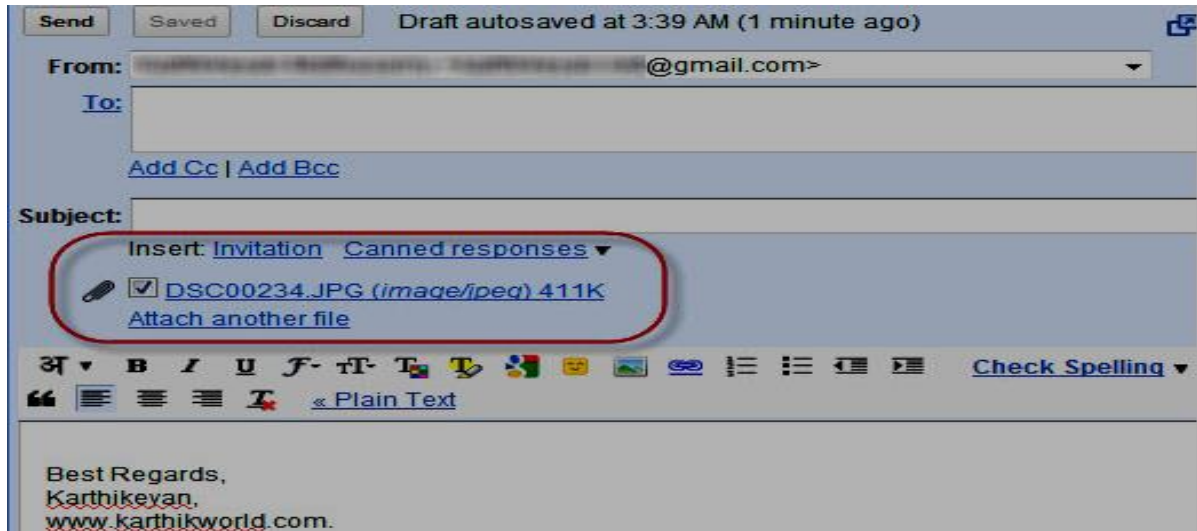 Send Saved Discard Draft autosaved at 3:39 AM (1 minute ago)
From: @gmail.com>
To:
Add Cc | Add Bcc
Subject:
Insert: Invitation Canned responses
DSC00234.JPG (image/jpeg) 411K
Attach another file
अ B I U F- TT- T T Check Spelling
« Plain Text
Best Regards,
Karthikeyan,
www.karthikworld.com.